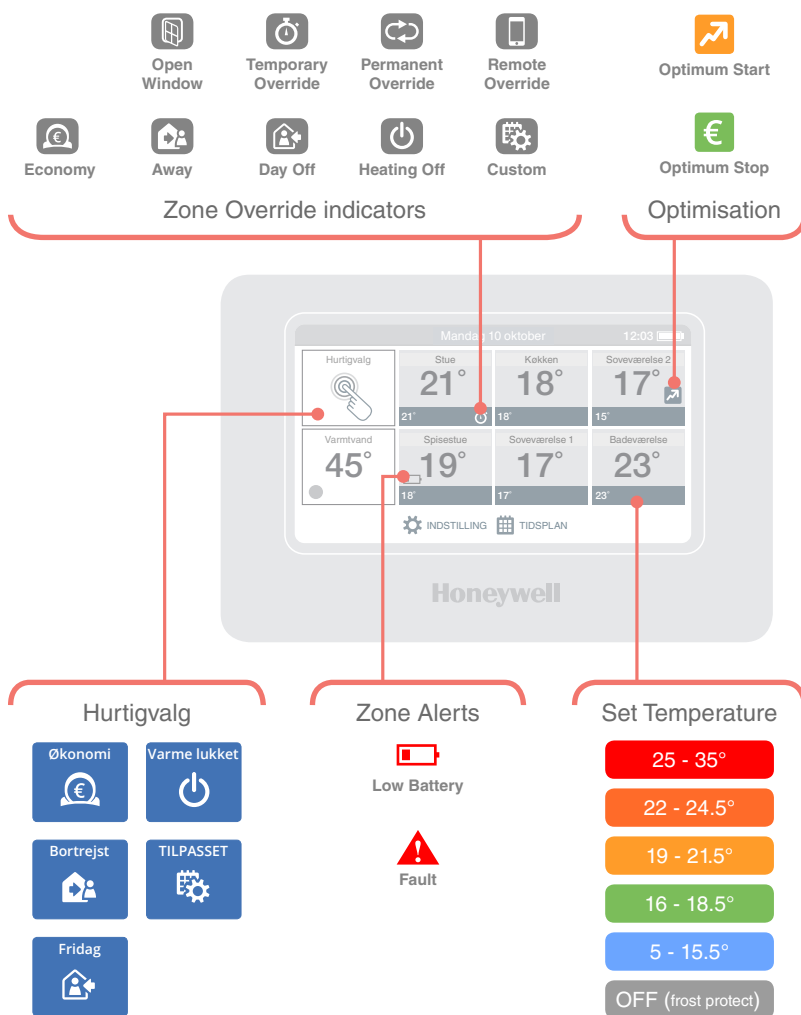 Open
Window
Temporary
Override
Permanent
Override
Remote
Override
Optimum Start
€
Economy
Away
Day Off
Heating Off
Custom
€
Optimum Stop
Zone Override indicators
Optimisation
Mandag 10 oktober
12:03
Hurtigvalg
Stue
21°
21°
Køkken
18°
18°
Soveværelse 2
17°
15°
Varmtvand
45°
Spisestue
19°
18°
Soveværelse 1
17°
17°
Badeværelse
23°
23°
INDSTILLING
TIDSPLAN
Honeywell
Hurtigvalg
Zone Alerts
Set Temperature
Økonomi
€
Varme lukket
Bortrejst
TILPASSET
Fridag
Low Battery
Fault
25 - 35°
22 - 24.5°
19 - 21.5°
16 - 18.5°
5 - 15.5°
OFF (frost protect)